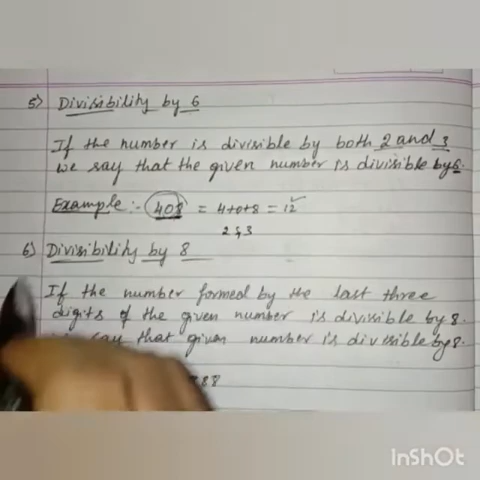 5) Divisibility by 6
If the number is divisible by both 2 and 3
we say that the given number is divisible by 6.
Example:- 408 = 4+0+8 = 12
2 & 3
6) Divisibility by 8
If the number formed by the last three
digits of the given number is divisible by 8.
say that given number is divisible by 8.
88
InShOt